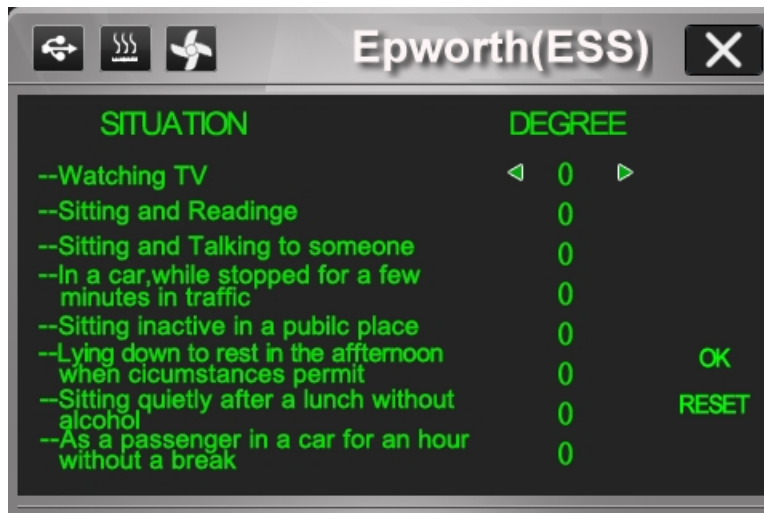 Epworth(ESS)
SITUATION DEGREE
--Watching TV 0
--Sitting and Readinge 0
--Sitting and Talking to someone 0
--In a car,while stopped for a few
minutes in traffic 0
--Sitting inactive in a pubilc place 0
--Lying down to rest in the affternoon
when cicumstances permit 0
OK
--Sitting quietly after a lunch without
alcohol 0
RESET
--As a passenger in a car for an hour
without a break 0